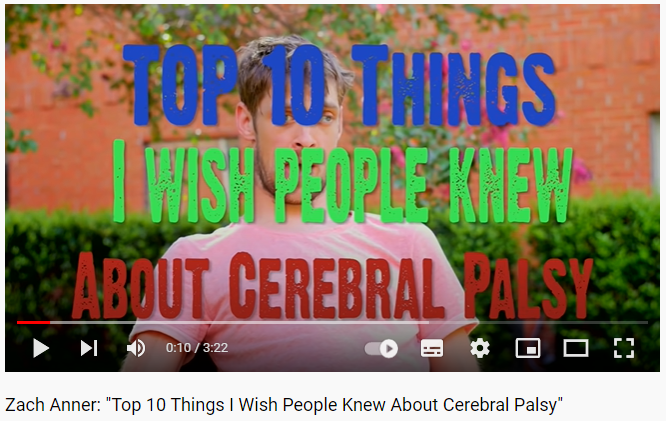 TOP 10 THINGS
I WISH PEOPLE KNEW
ABOUT CEREBRAL PALSY
0:10 / 3:22
Zach Anner: "Top 10 Things I Wish People Knew About Cerebral Palsy"